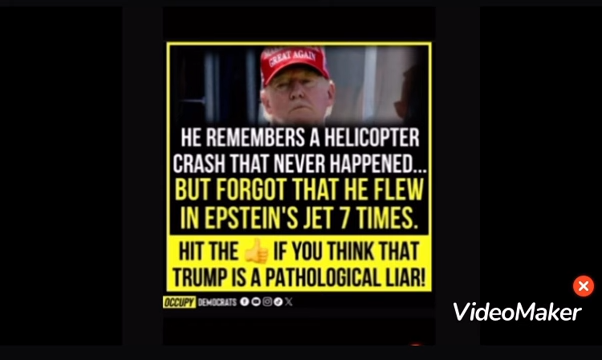 GREAT AGAIN
HE REMEMBERS A HELICOPTER
CRASH THAT NEVER HAPPENED...
BUT FORGOT THAT HE FLEW
IN EPSTEIN'S JET 7 TIMES.
HIT THE 👍 IF YOU THINK THAT
TRUMP IS A PATHOLOGICAL LIAR!
OCCUPY DEMOCRATS
VideoMaker